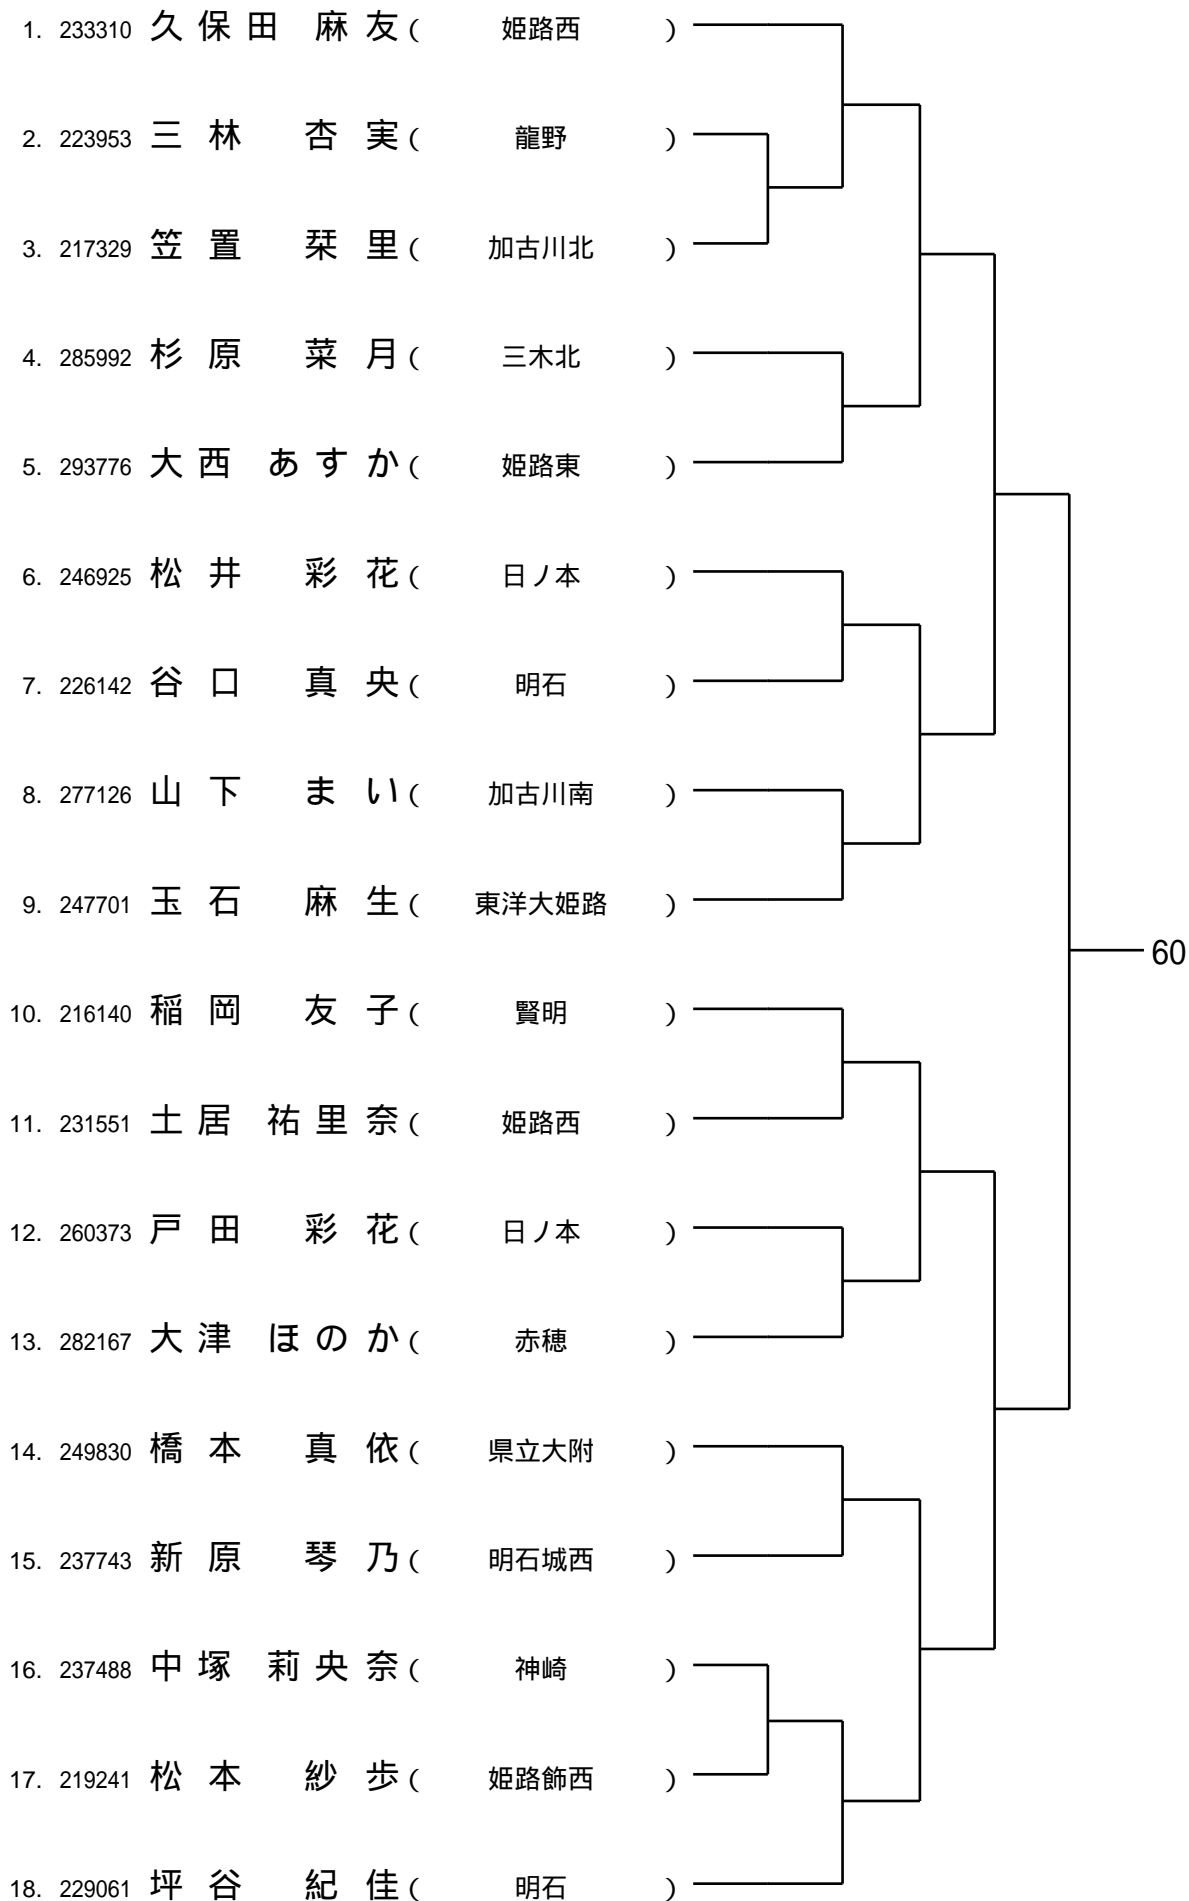 1. 233310 久保田 麻友 ( 姫路西 )
2. 223953 三林 杏実 ( 龍野 )
3. 217329 笠置 栞里 ( 加古川北 )
4. 285992 杉原 菜月 ( 三木北 )
5. 293776 大西 あすか ( 姫路東 )
6. 246925 松井 彩花 ( 日ノ本 )
7. 226142 谷口 真央 ( 明石 )
8. 277126 山下 まい ( 加古川南 )
9. 247701 玉石 麻生 ( 東洋大姫路 )
60
10. 216140 稲岡 友子 ( 賢明 )
11. 231551 土居 祐里奈 ( 姫路西 )
12. 260373 戸田 彩花 ( 日ノ本 )
13. 282167 大津 ほのか ( 赤穂 )
14. 249830 橋本 真依 ( 県立大附 )
15. 237743 新原 琴乃 ( 明石城西 )
16. 237488 中塚 莉央奈 ( 神崎 )
17. 219241 松本 紗歩 ( 姫路飾西 )
18. 229061 坪谷 紀佳 ( 明石 )